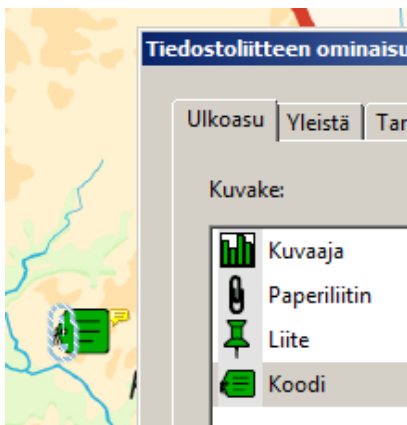 Tiedostoliitteen ominaisu
Ulkoasu Yleistä Tar
Kuvake:
Kuvaaja
Paperiliitin
Liite
Koodi